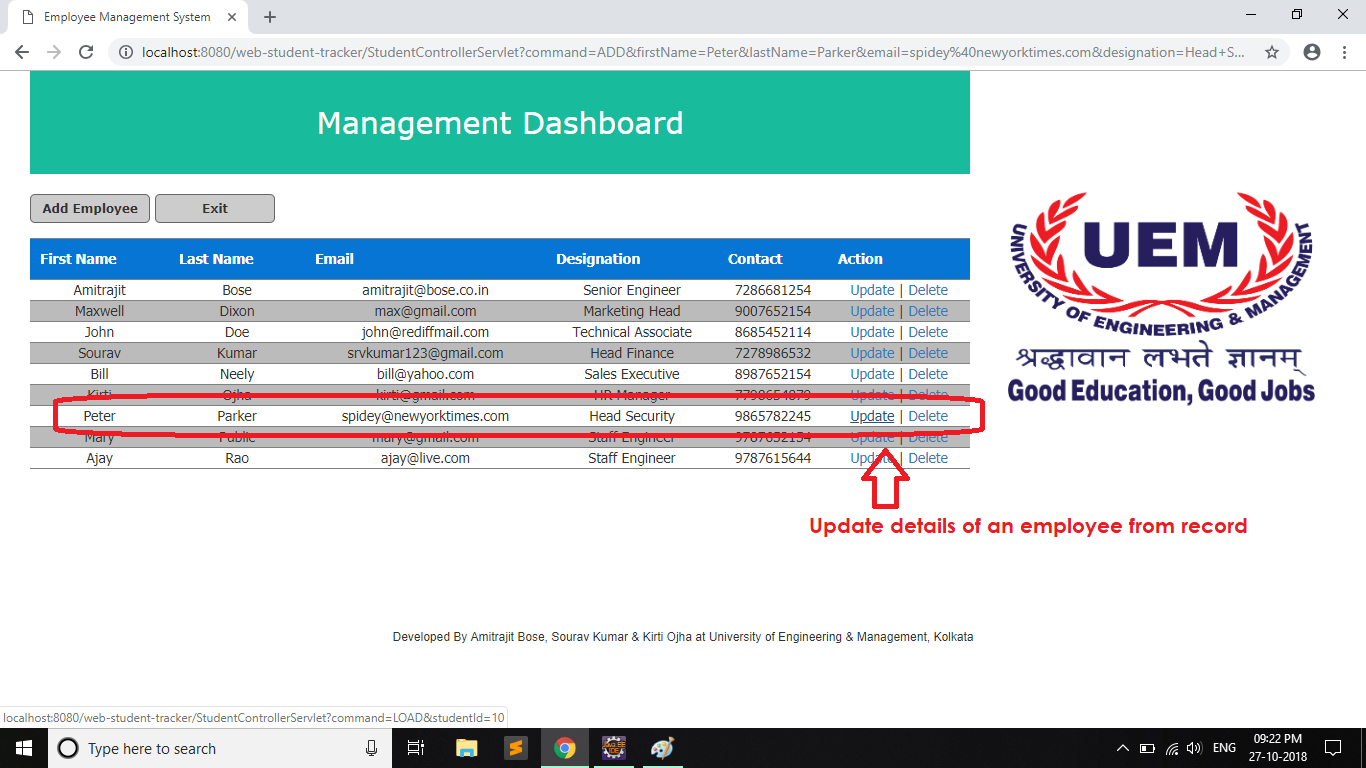 Employee Management System
localhost:8080/web-student-tracker/StudentControllerServlet?command=ADD&firstName=Peter&lastName=Parker&email=spidey%40newyorktimes.com&designation=Head+S...
Management Dashboard
Add Employee Exit
First Name Last Name Email Designation Contact Action
Amitrajit Bose amitrajit@bose.co.in Senior Engineer 7286681254 Update | Delete
Maxwell Dixon max@gmail.com Marketing Head 9007652154 Update | Delete
John Doe john@rediffmail.com Technical Associate 8685452114 Update | Delete
Sourav Kumar srvkumar123@gmail.com Head Finance 7278986532 Update | Delete
Bill Neely bill@yahoo.com Sales Executive 8987652154 Update | Delete
Kirti Ojha kirti@gmail.com HR Manager 7798654879 Update | Delete
Peter Parker spidey@newyorktimes.com Head Security 9865782245 Update | Delete
Mary Public mary@gmail.com Staff Engineer 9787652154 Update | Delete
Ajay Rao ajay@live.com Staff Engineer 9787615644 Update | Delete
UEM
UNIVERSITY OF ENGINEERING & MANAGEMENT
श्रद्धावान लभते ज्ञानम्
Good Education, Good Jobs
Update details of an employee from record
Developed By Amitrajit Bose, Sourav Kumar & Kirti Ojha at University of Engineering & Management, Kolkata
localhost:8080/web-student-tracker/StudentControllerServlet?command=LOAD&studentId=10
Type here to search
ENG
09:22 PM
27-10-2018